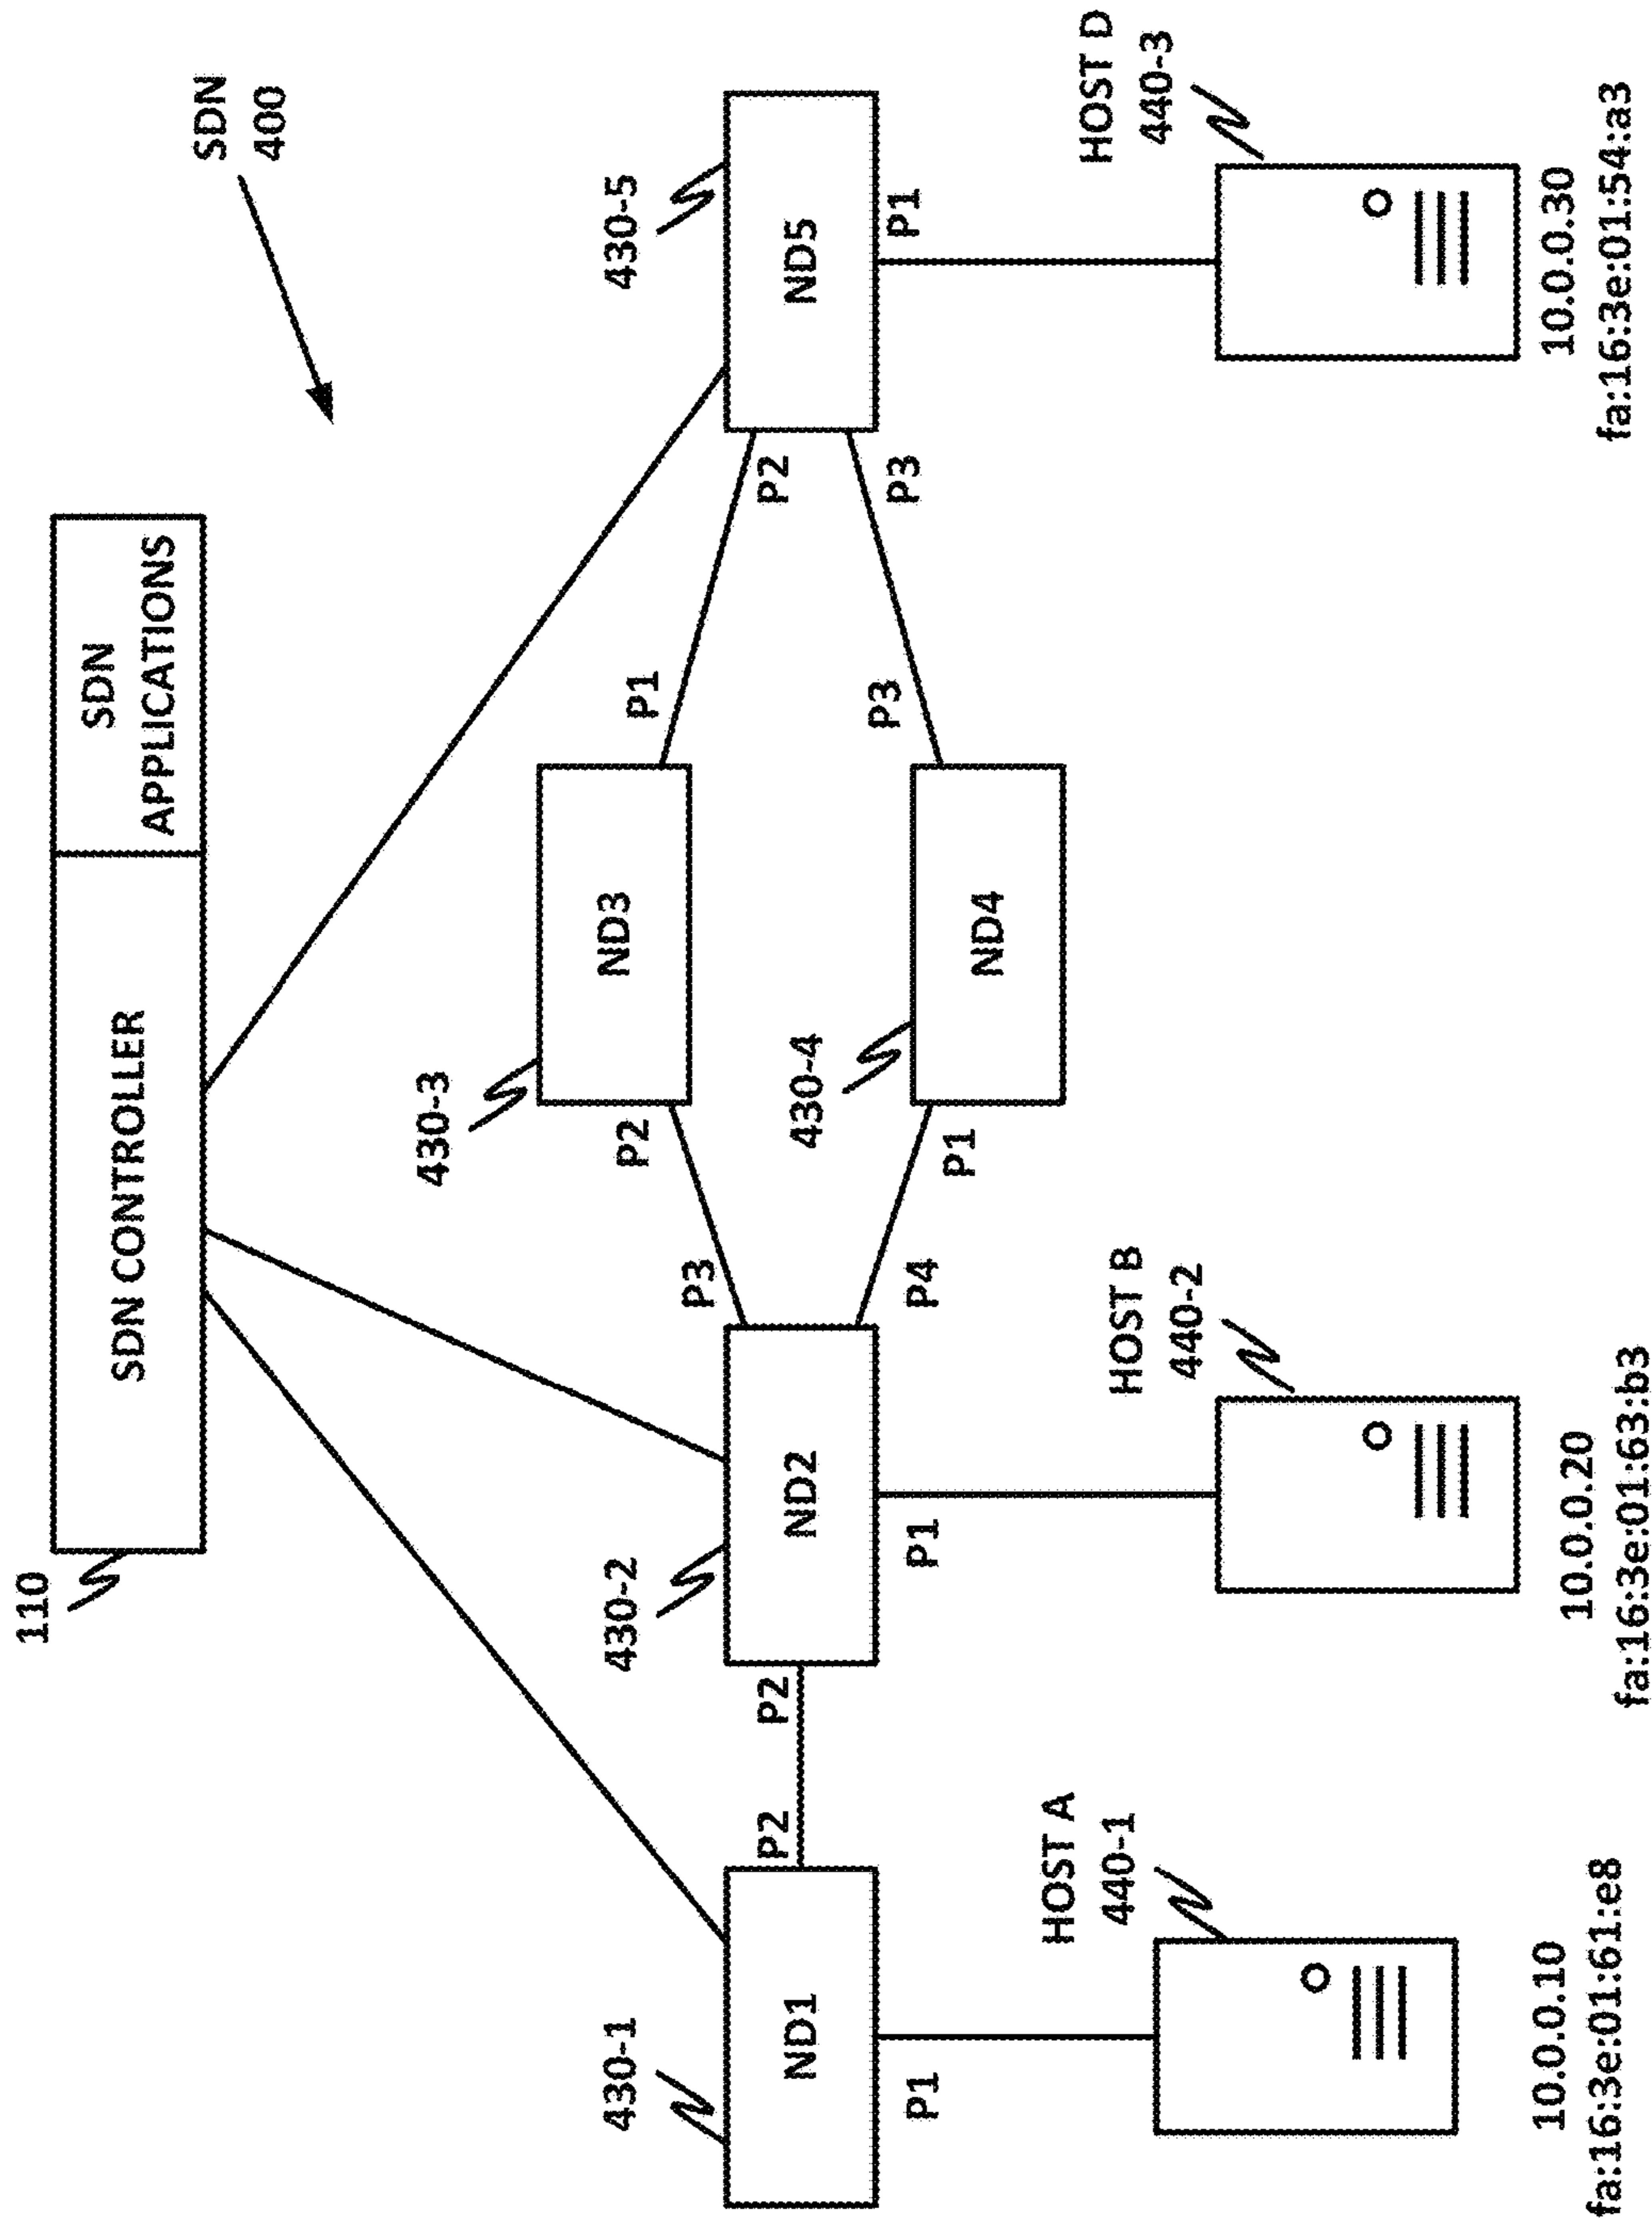 110
SDN CONTROLLER
SDN
APPLICATIONS
SDN
400
430-1
ND1
P1
P2
430-2
ND2
P2
P1
P3
P4
430-3
ND3
P2
P1
430-4
ND4
P1
P3
430-5
ND5
P2
P3
P1
HOST A
440-1
10.0.0.10
fa:16:3e:01:61:e8
HOST B
440-2
10.0.0.20
fa:16:3e:01:63:b3
HOST D
440-3
10.0.0.30
fa:16:3e:01:54:a3